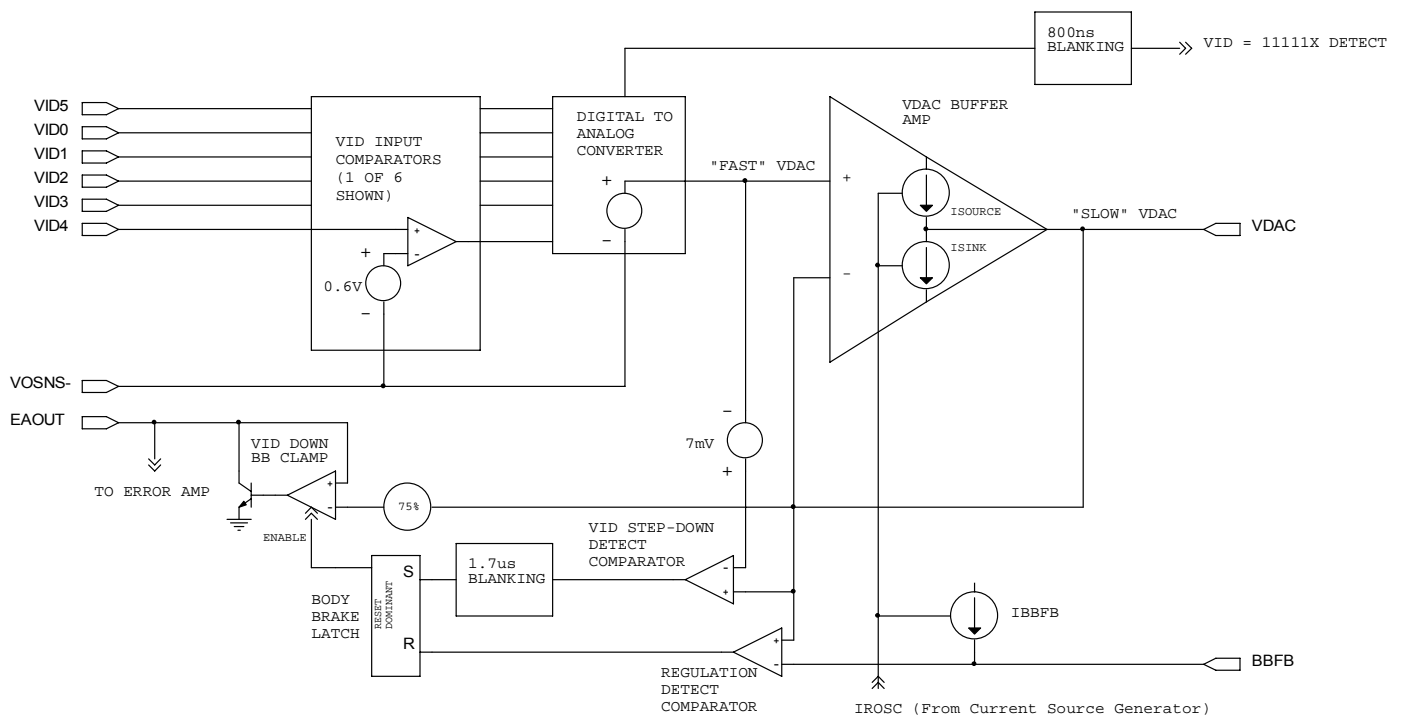 800ns
BLANKING
VID = 11111X DETECT
VID5
VID0
VID1
VID2
VID3
VID4
VID INPUT
COMPARATORS
(1 OF 6
SHOWN)
+
-
+
0.6V
−
DIGITAL TO
ANALOG
CONVERTER
+
−
"FAST" VDAC
VDAC BUFFER
AMP
+
−
ISOURCE
ISINK
"SLOW" VDAC
VDAC
VOSNS-
EAOUT
TO ERROR AMP
VID DOWN
BB CLAMP
+
-
ENABLE
75%
−
7mV
+
VID STEP-DOWN
DETECT
COMPARATOR
-
+
1.7us
BLANKING
S
R
RESET
DOMINANT
BODY
BRAKE
LATCH
+
-
REGULATION
DETECT
COMPARATOR
IBBFB
BBFB
IROSC (From Current Source Generator)